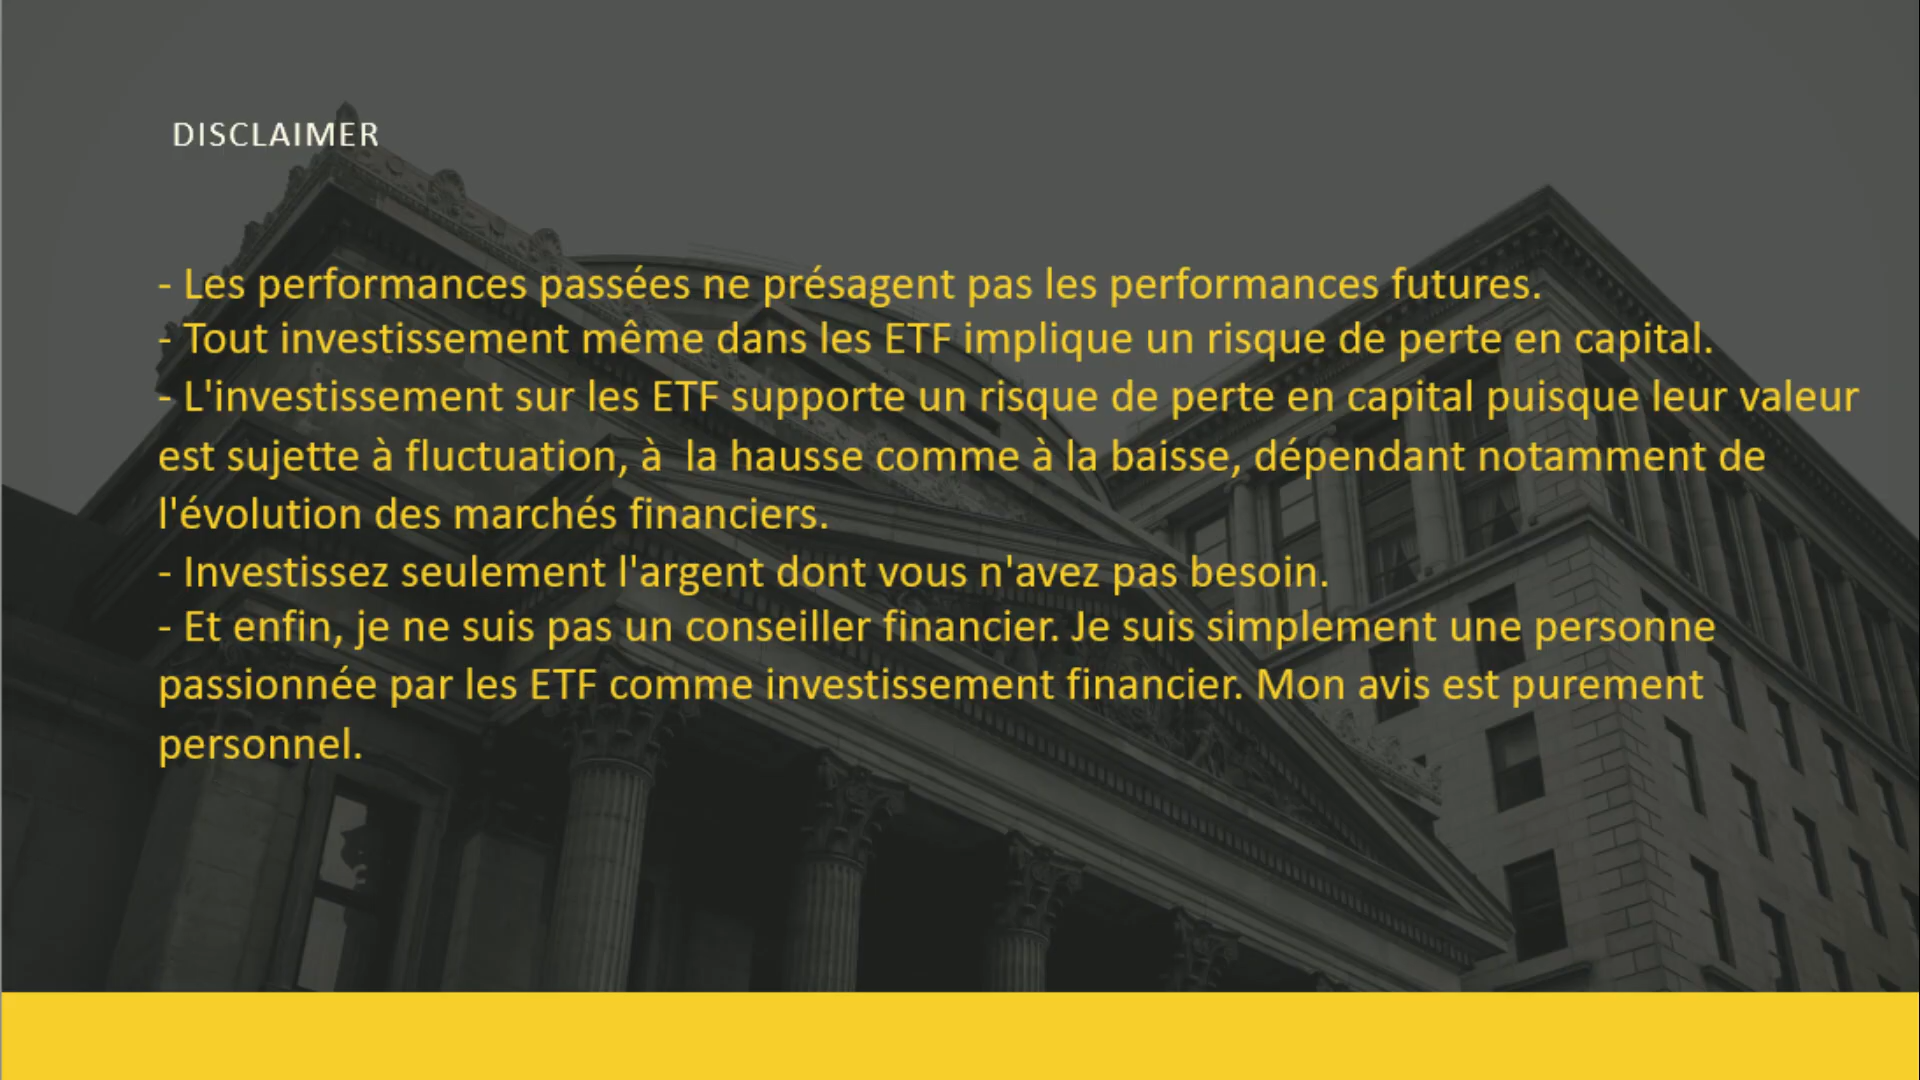 DISCLAIMER
- Les performances passées ne présagent pas les performances futures.
- Tout investissement même dans les ETF implique un risque de perte en capital.
- L'investissement sur les ETF supporte un risque de perte en capital puisque leur valeur
est sujette à fluctuation, à  la hausse comme à la baisse, dépendant notamment de
l'évolution des marchés financiers.
- Investissez seulement l'argent dont vous n'avez pas besoin.
- Et enfin, je ne suis pas un conseiller financier. Je suis simplement une personne
passionnée par les ETF comme investissement financier. Mon avis est purement
personnel.